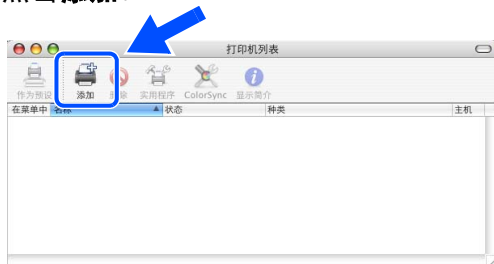 点击添加。
打印机列表
作为预设 添加 删除 实用程序 ColorSync 显示简介
在菜单中 名称 状态 种类 主机